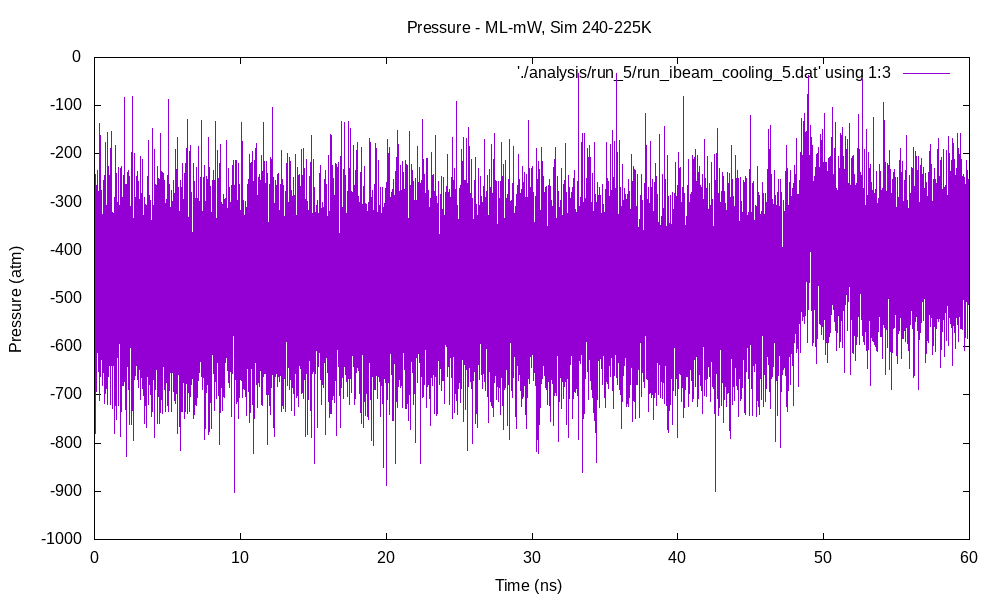 Pressure - ML-mW, Sim 240-225K
'./analysis/run_5/run_ibeam_cooling_5.dat' using 1:3
0
-100
-200
-300
-400
-500
-600
-700
-800
-900
-1000
Pressure (atm)
0 10 20 30 40 50 60
Time (ns)